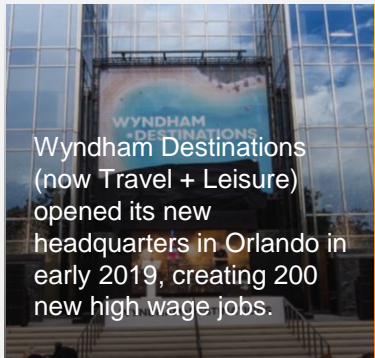 WYNDHAM
DESTINATIONS
Wyndham Destinations
(now Travel + Leisure)
opened its new
headquarters in Orlando in
early 2019, creating 200
new high wage jobs.